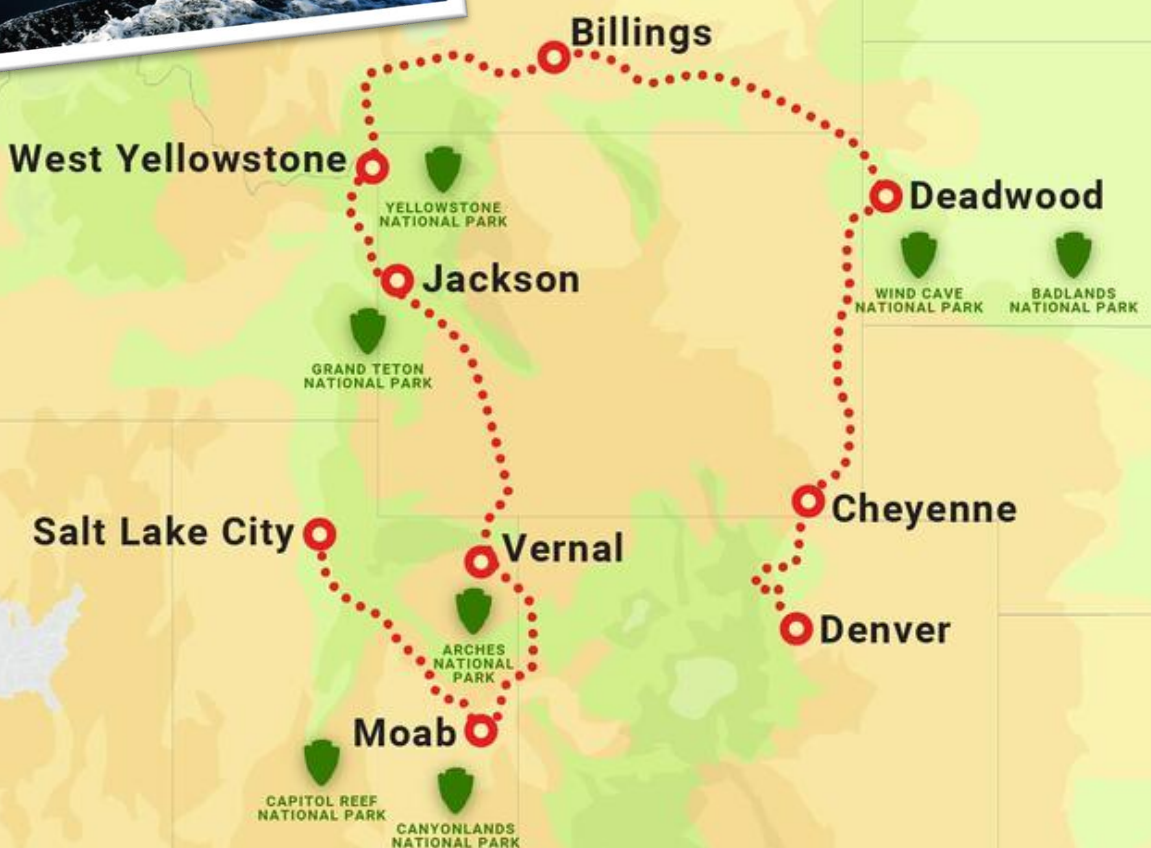 Billings
West Yellowstone
YELLOWSTONE
NATIONAL PARK
Deadwood
WIND CAVE
NATIONAL PARK
BADLANDS
NATIONAL PARK
Jackson
GRAND TETON
NATIONAL PARK
Cheyenne
Salt Lake City
Vernal
ARCHES
NATIONAL
PARK
Denver
Moab
CAPITOL REEF
NATIONAL PARK
CANYONLANDS
NATIONAL PARK